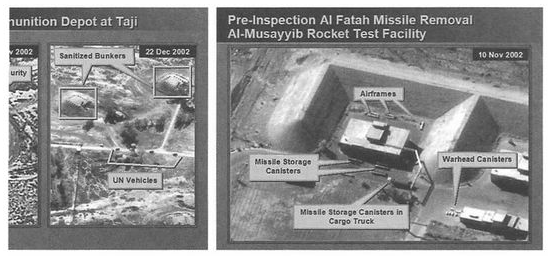 nunition Depot at Taji
v 2002
urity
22 Dec 2002
Sanitized Bunkers
UN Vehicles
Pre-Inspection Al Fatah Missile Removal
Al-Musayyib Rocket Test Facility
10 Nov 2002
Airframes
Missile Storage
Canisters
Warhead Canisters
Missile Storage Canisters in
Cargo Truck